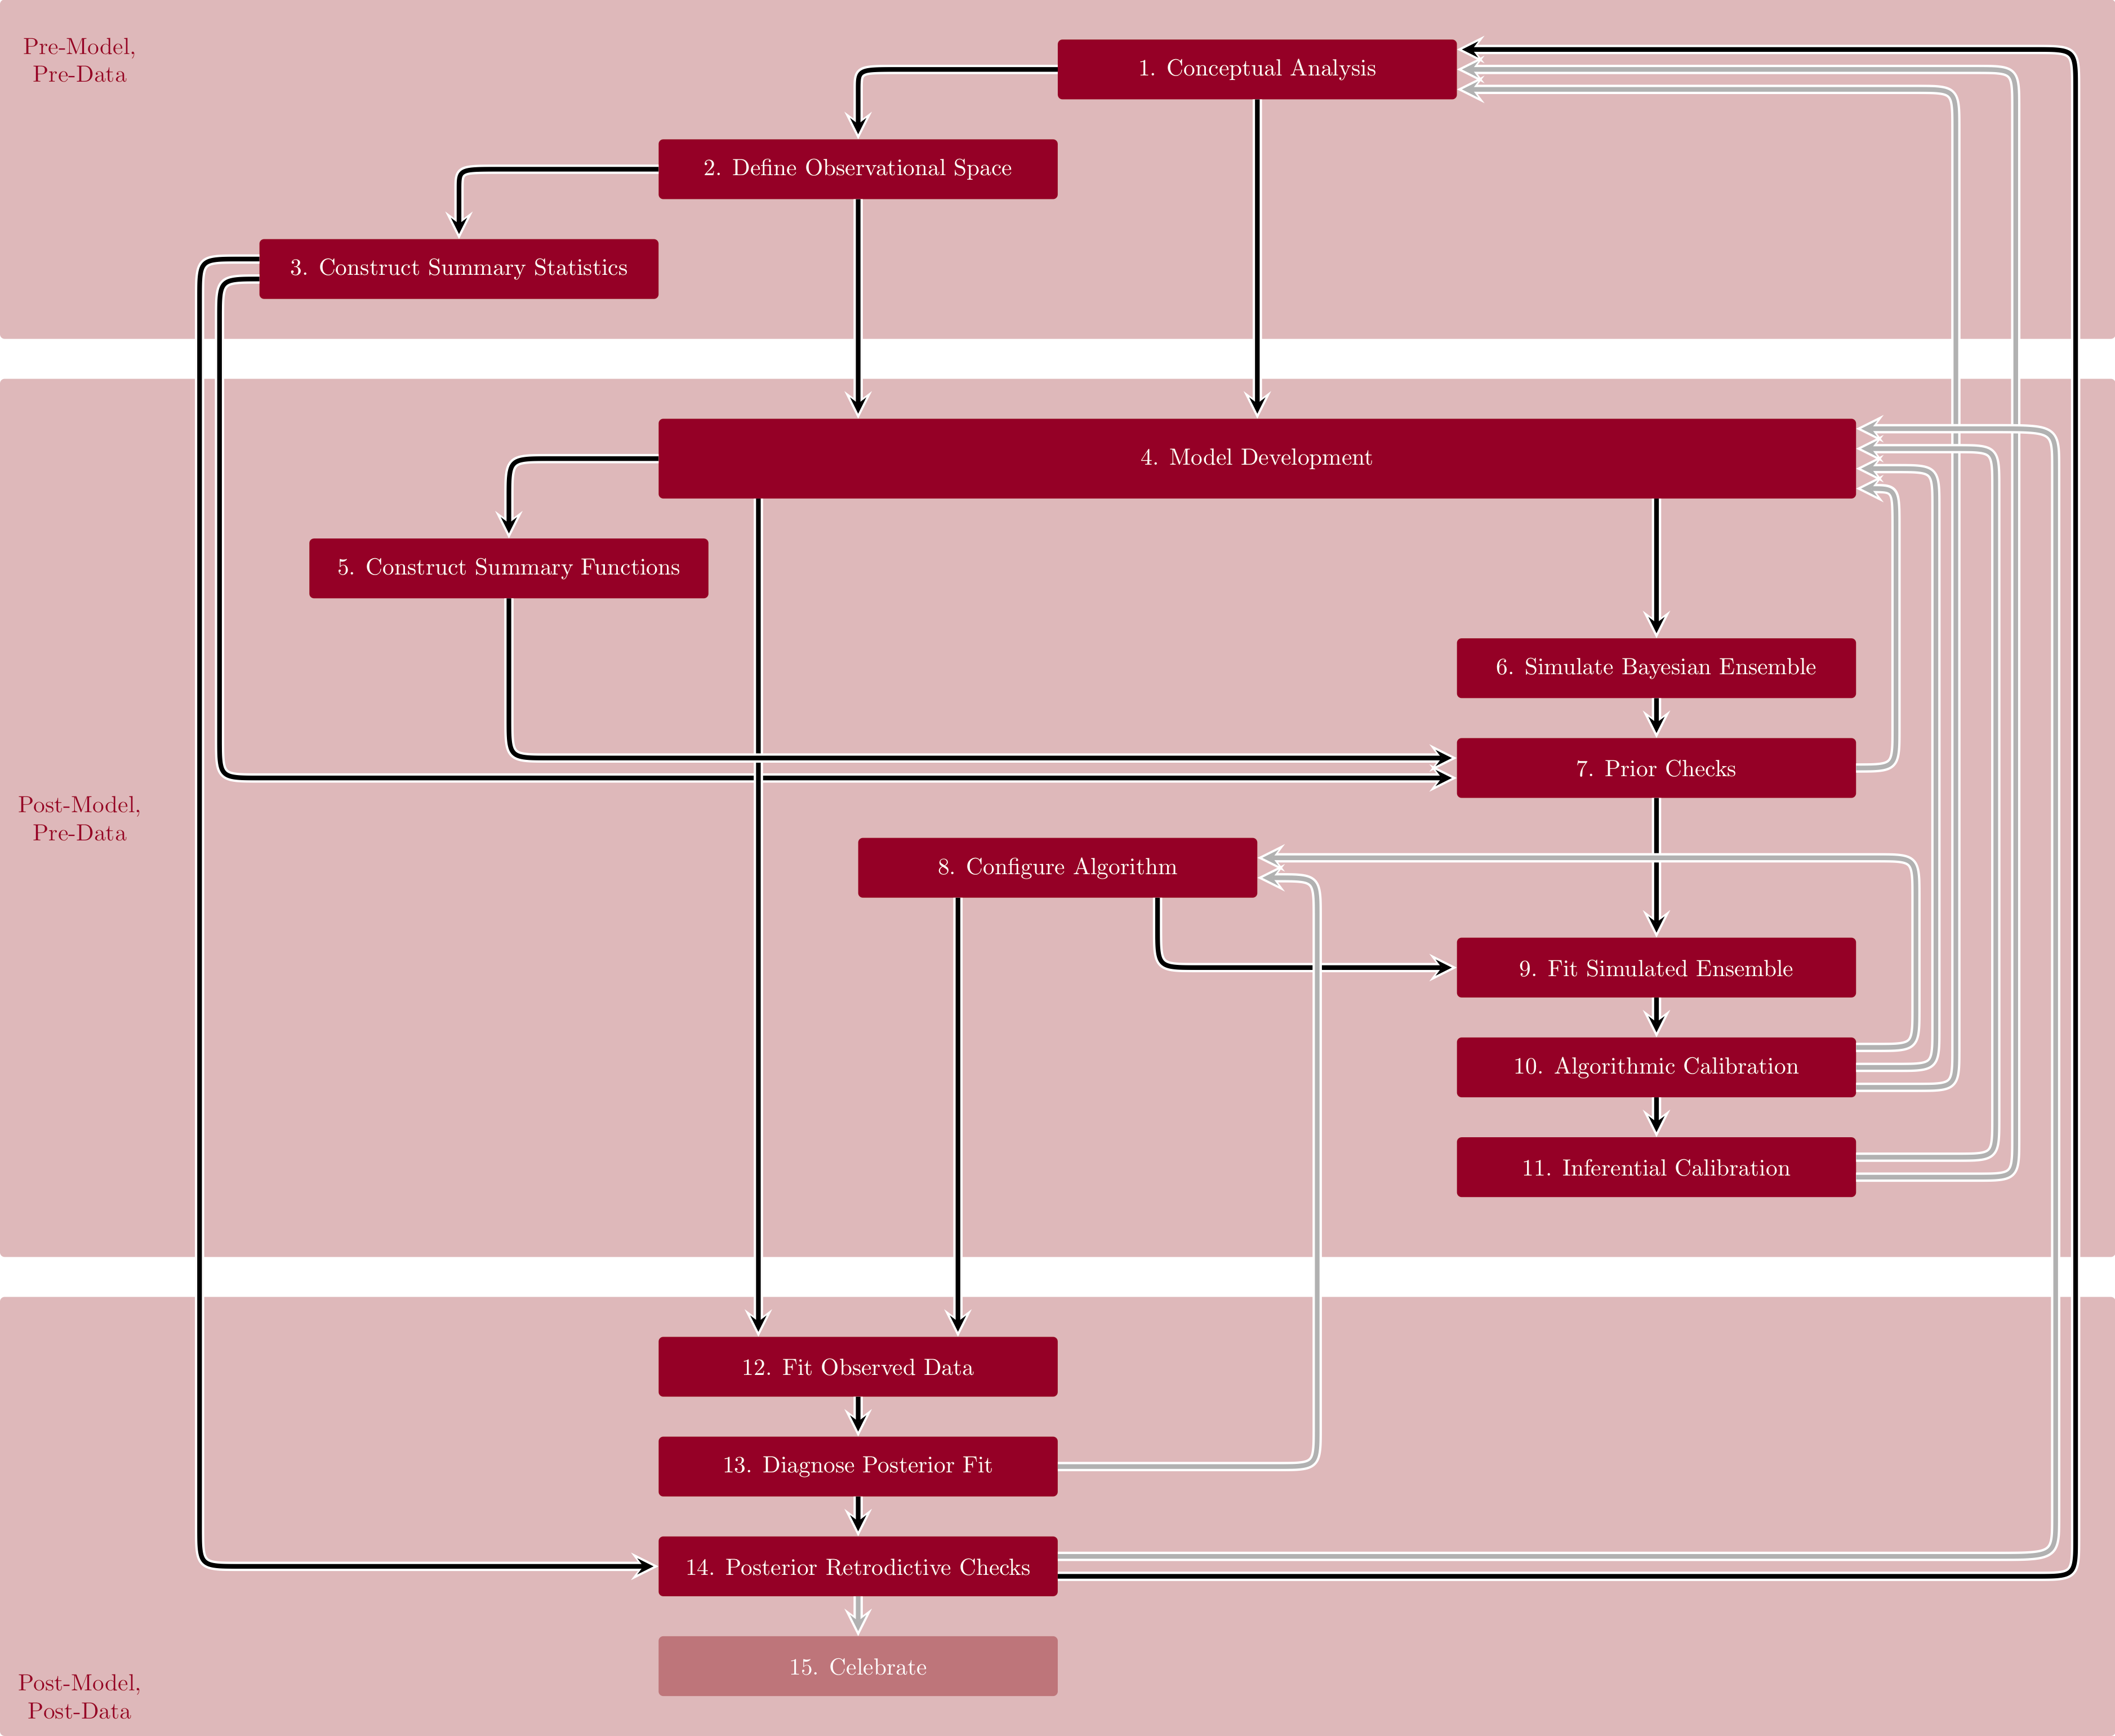 Pre-Model,
Pre-Data
1. Conceptual Analysis
2. Define Observational Space
3. Construct Summary Statistics
4. Model Development
5. Construct Summary Functions
6. Simulate Bayesian Ensemble
7. Prior Checks
Post-Model,
Pre-Data
8. Configure Algorithm
9. Fit Simulated Ensemble
10. Algorithmic Calibration
11. Inferential Calibration
12. Fit Observed Data
13. Diagnose Posterior Fit
14. Posterior Retrodictive Checks
15. Celebrate
Post-Model,
Post-Data